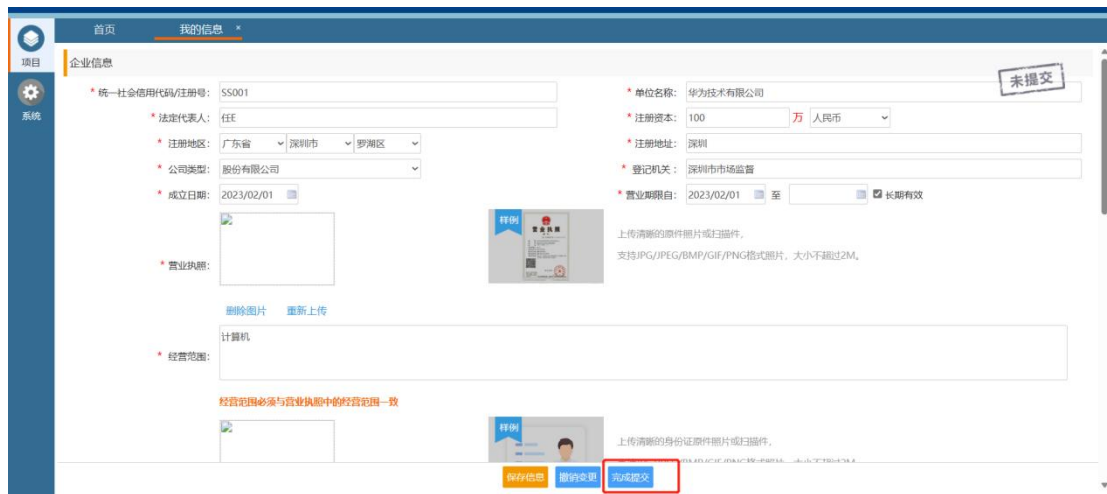 首页 我的信息 ×
项目
系统
企业信息
未提交
* 统一社会信用代码/注册号: SS001 * 单位名称: 华为技术有限公司
* 法定代表人: 任E * 注册资本: 100 万 人民币
* 注册地区: 广东省 深圳市 罗湖区 * 注册地址: 深圳
* 公司类型: 股份有限公司 * 登记机关: 深圳市市场监督
* 成立日期: 2023/02/01 * 营业期限自: 2023/02/01 至 长期有效
样例
营业执照
上传清晰的原件照片或扫描件,
支持JPG/JPEG/BMP/GIF/PNG格式照片, 大小不超过2M。
* 营业执照:
删除图片 重新上传
计算机
* 经营范围:
经营范围必须与营业执照中的经营范围一致
样例
上传清晰的身份证原件照片或扫描件,
保存信息 撤销变更 完成提交